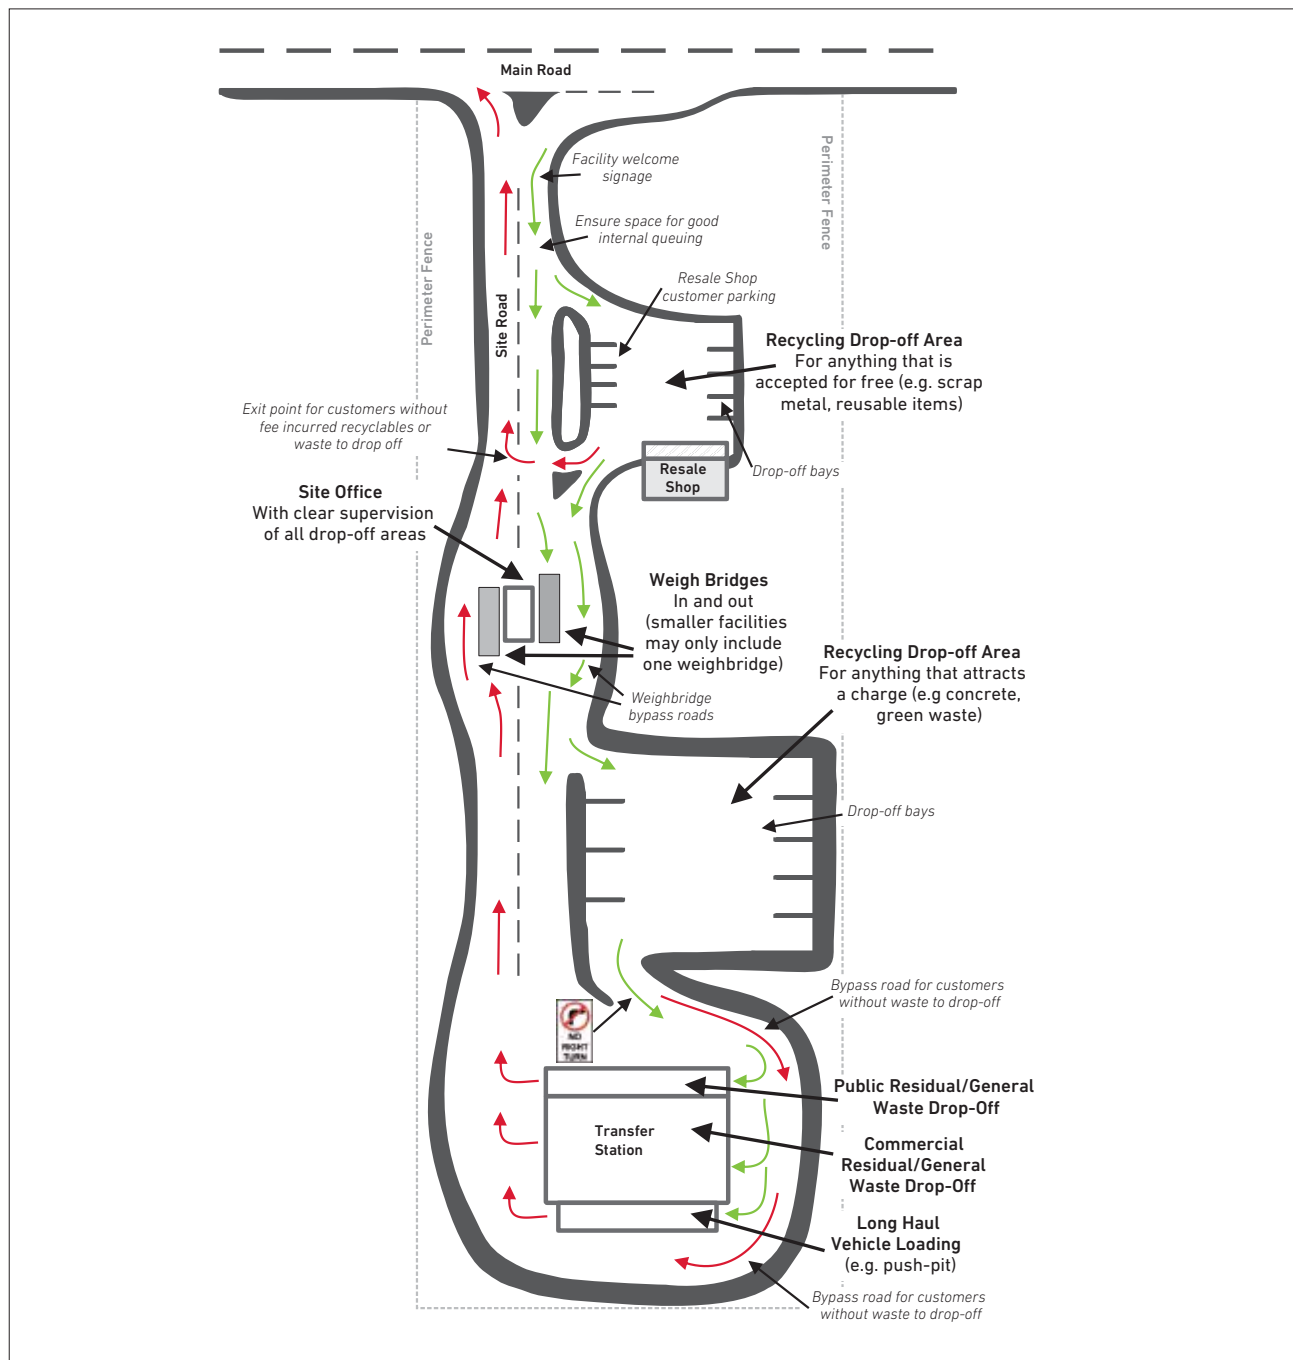 Main Road
Facility welcome
signage
Perimeter Fence
Perimeter Fence
Ensure space for good
internal queuing
Resale Shop
customer parking
Site Road
Recycling Drop-off Area
For anything that is
accepted for free (e.g. scrap
metal, reusable items)
Exit point for customers without
fee incurred recyclables or
waste to drop off
Drop-off bays
Resale
Shop
Site Office
With clear supervision
of all drop-off areas
Weigh Bridges
In and out
(smaller facilities
may only include
one weighbridge)
Weighbridge
bypass roads
Recycling Drop-off Area
For anything that attracts
a charge (e.g concrete,
green waste)
Drop-off bays
Bypass road for customers
without waste to drop-off
NO
RIGHT
TURN
Public Residual/General
Waste Drop-Off
Transfer
Station
Commercial
Residual/General
Waste Drop-Off
Long Haul
Vehicle Loading
(e.g. push-pit)
Bypass road for customers
without waste to drop-off